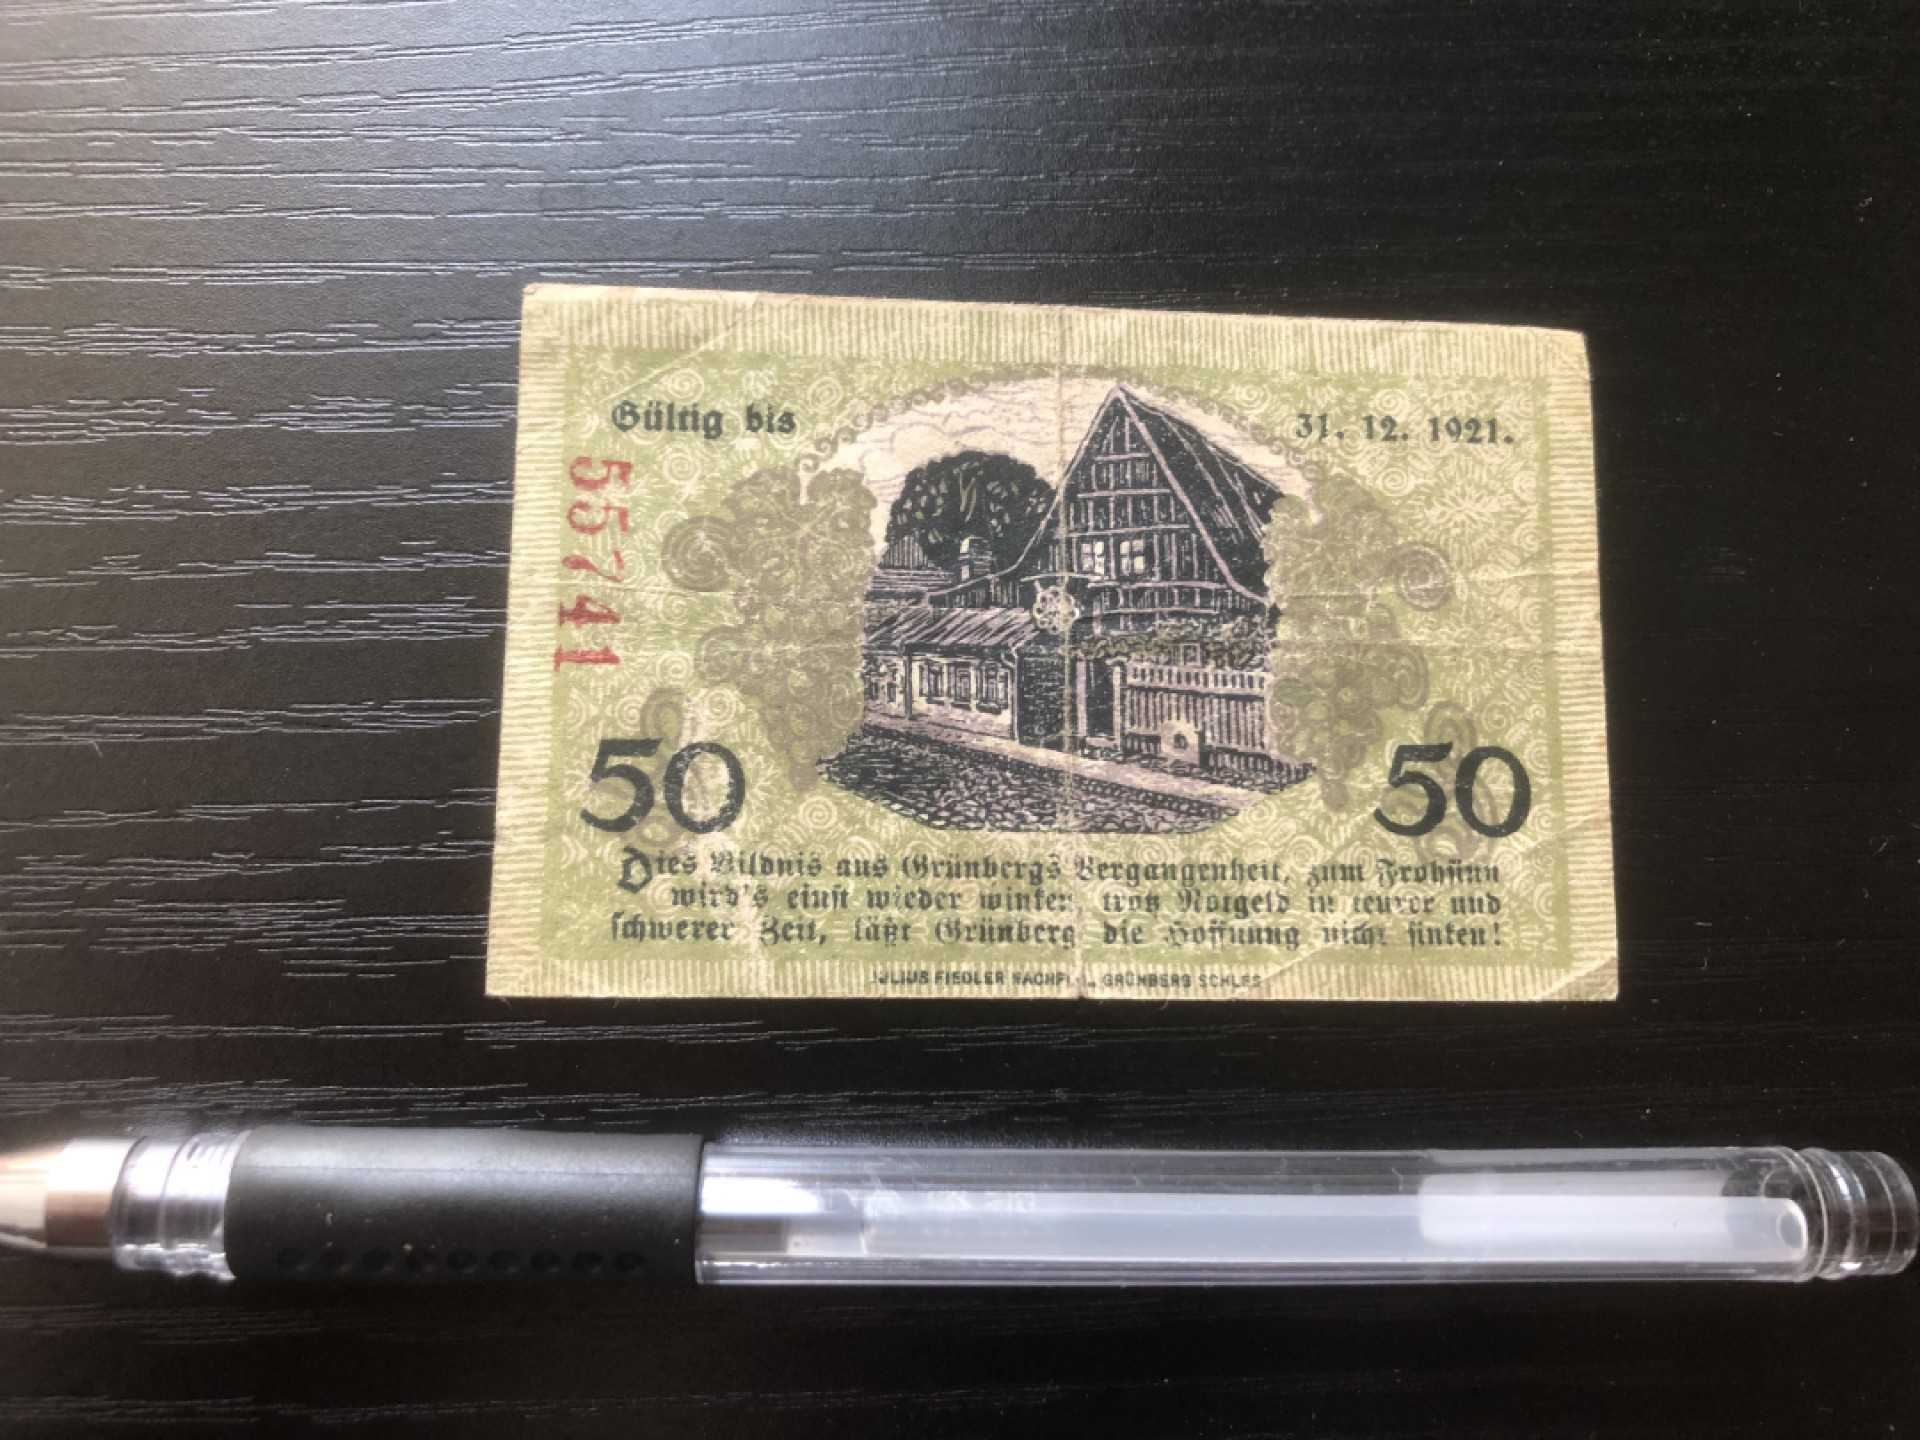 Gültig bis 31. 12. 1921.
55741
50 50
Dies Bildnis aus Grünbergs Vergangenheit, zum Frohsinn
wird's einst wieder winken, trotz Notgeld in teurer und
schwerer Zeit, läßt Grünberg die Hoffnung nicht sinken!
JULIUS FIEDLER NACHFL., GRÜNBERG SCHLES